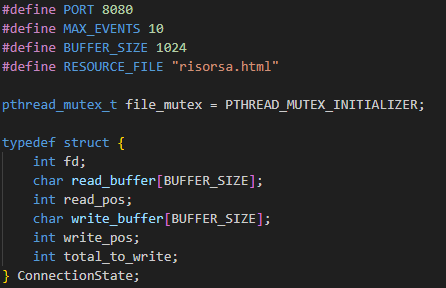 #define PORT 8080
#define MAX_EVENTS 10
#define BUFFER_SIZE 1024
#define RESOURCE_FILE "risorsa.html"

pthread_mutex_t file_mutex = PTHREAD_MUTEX_INITIALIZER;

typedef struct {
    int fd;
    char read_buffer[BUFFER_SIZE];
    int read_pos;
    char write_buffer[BUFFER_SIZE];
    int write_pos;
    int total_to_write;
} ConnectionState;